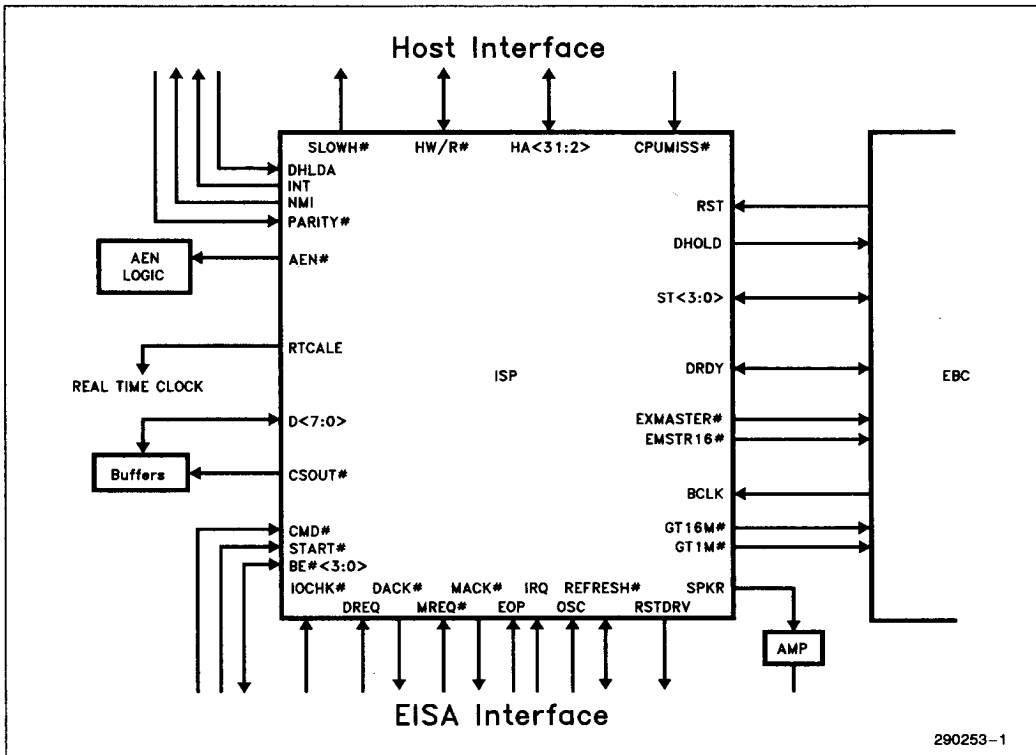 Host Interface
SLOWH# HW/R# HA<31:2> CPUMISS#
DHLDA
INT
NMI
PARITY#
AEN
LOGIC
AEN#
RTCALE
REAL TIME CLOCK
D<7:0>
Buffers
CSOUT#
CMD#
START#
BE#<3:0>
ISP
RST
DHOLD
ST<3:0>
DRDY
EXMASTER#
EMSTR16#
BCLK
GT16M#
GT1M#
EBC
IOCHK# DACK# MACK# IRQ REFRESH# SPKR
DREQ MREQ# EOP OSC RSTDRV
AMP
EISA Interface
290253-1